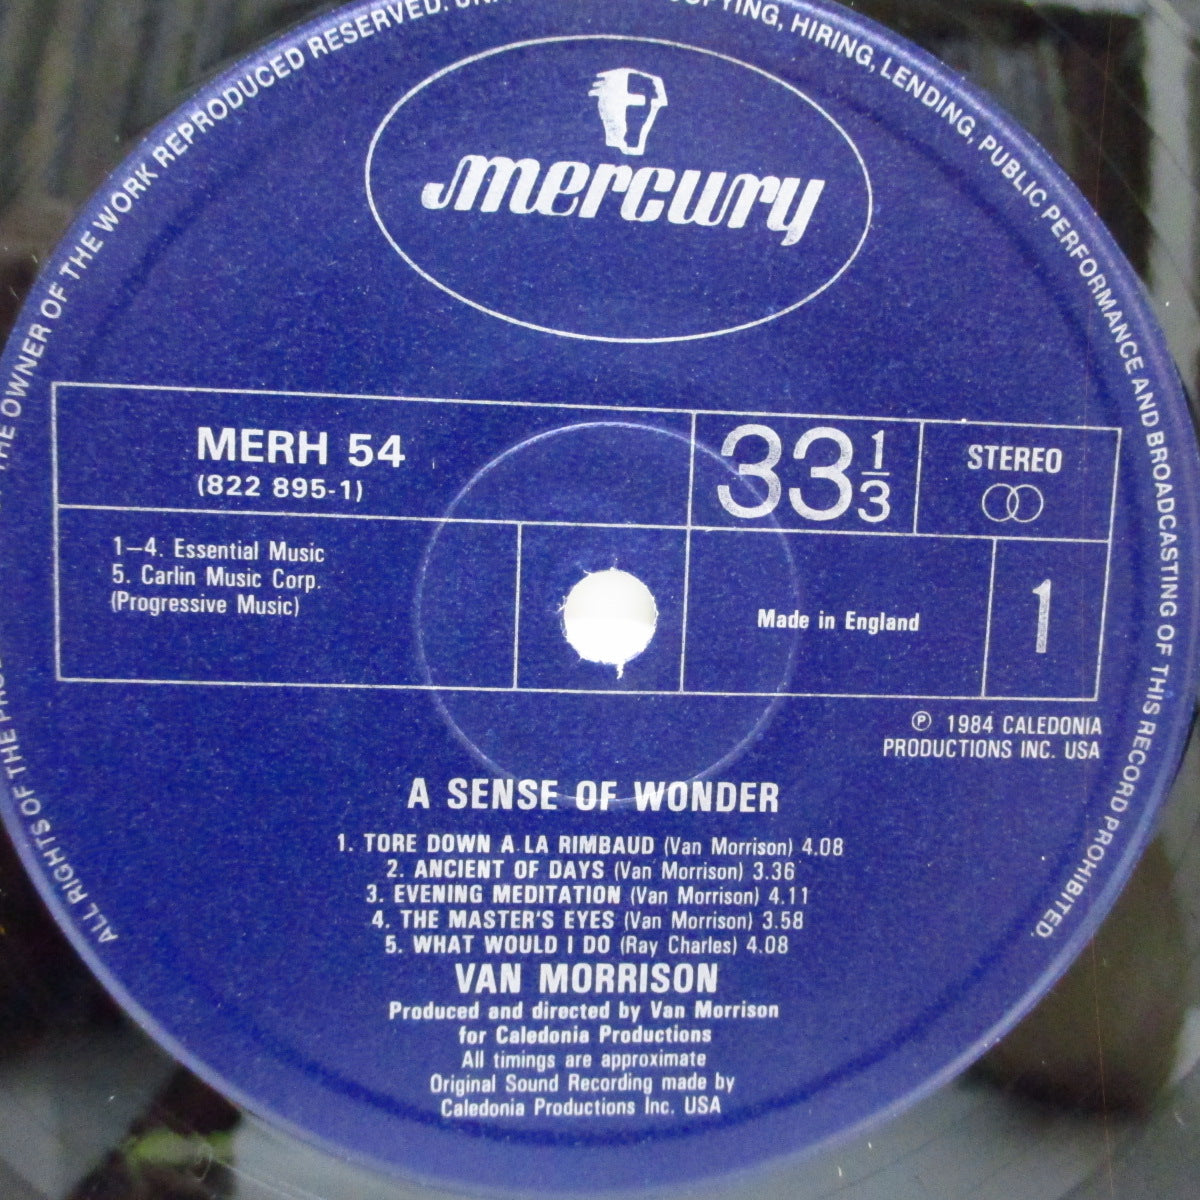 mercury
MERH 54
(822 895-1)
33 1/3
STEREO
1–4. Essential Music
5. Carlin Music Corp.
(Progressive Music)
Made in England
1
℗ 1984 CALEDONIA
PRODUCTIONS INC. USA
A SENSE OF WONDER
1. TORE DOWN A LA RIMBAUD (Van Morrison) 4.08
2. ANCIENT OF DAYS (Van Morrison) 3.36
3. EVENING MEDITATION (Van Morrison) 4.11
4. THE MASTER'S EYES (Van Morrison) 3.58
5. WHAT WOULD I DO (Ray Charles) 4.08
VAN MORRISON
Produced and directed by Van Morrison
for Caledonia Productions
All timings are approximate
Original Sound Recording made by
Caledonia Productions Inc. USA
ALL RIGHTS OF THE THE OWNER OF THE WORK REPRODUCED RESERVED. HIRING, LENDING, PUBLIC PERFORMANCE AND BROADCASTING OF THIS RECORD PROHIBITED.